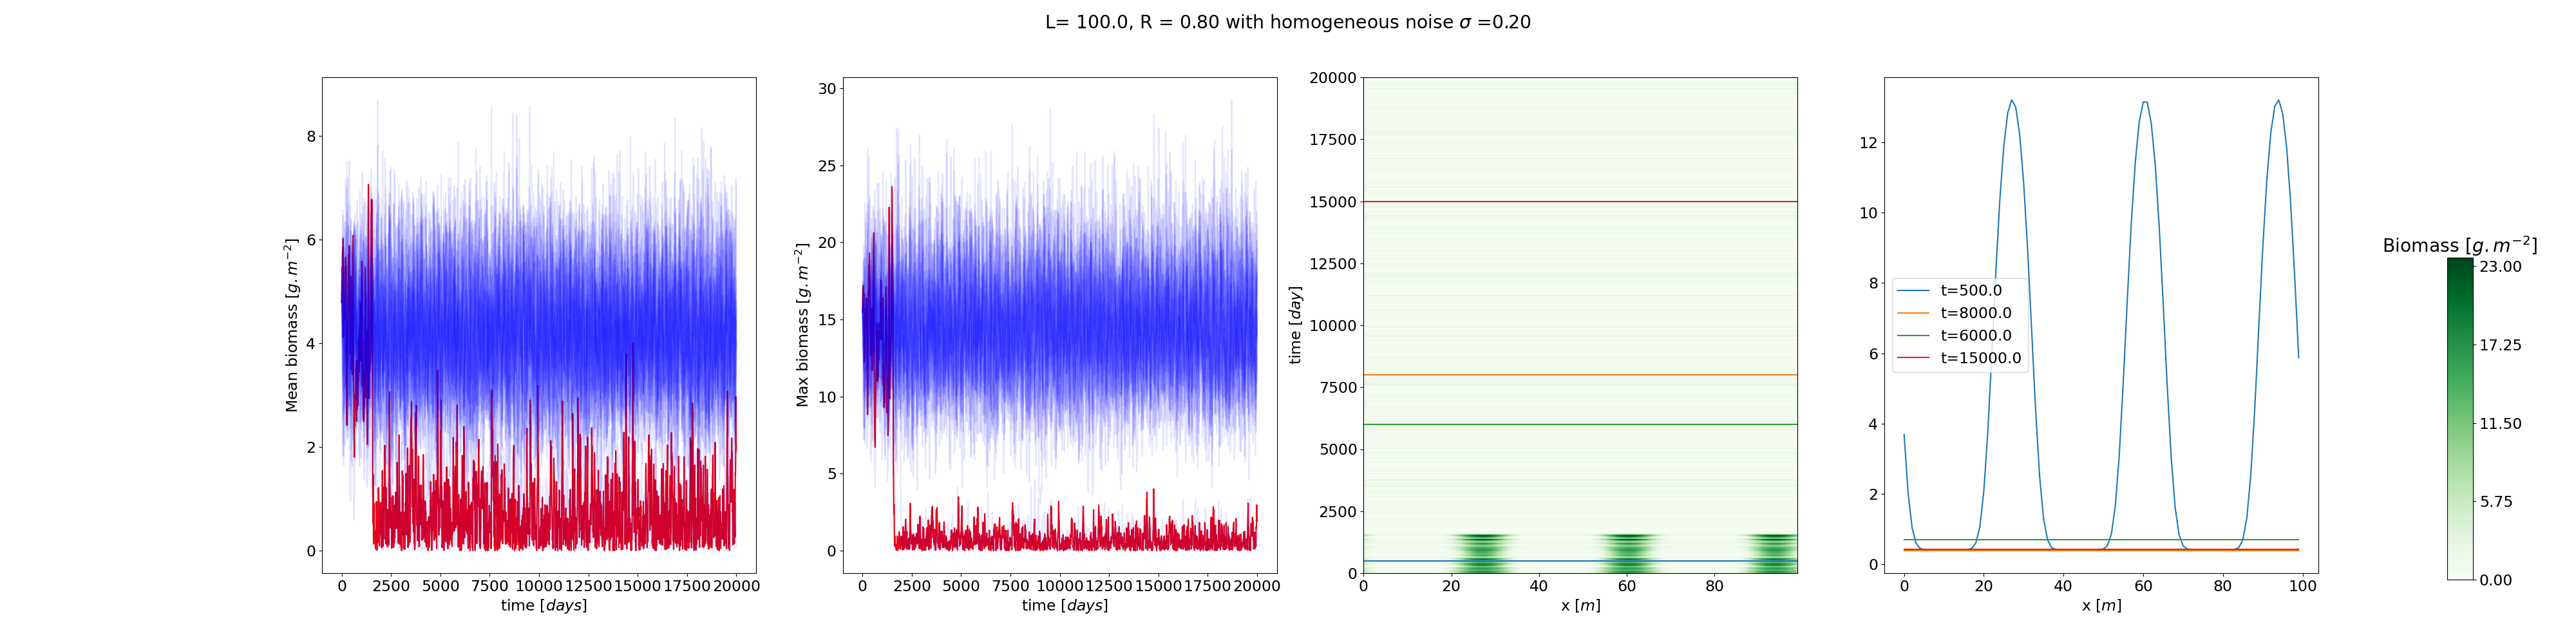 L= 100.0, R = 0.80 with homogeneous noise σ =0.20
Mean biomass [g.m⁻²]
8
6
4
2
0
0 2500 5000 7500 10000 12500 15000 17500 20000
time [days]
Max biomass [g.m⁻²]
30
25
20
15
10
5
0
0 2500 5000 7500 10000 12500 15000 17500 20000
time [days]
time [day]
20000
17500
15000
12500
10000
7500
5000
2500
0
0 20 40 60 80
x [m]
12
10
8
6
4
2
0
t=500.0
t=8000.0
t=6000.0
t=15000.0
0 20 40 60 80 100
x [m]
Biomass [g.m⁻²]
23.00
17.25
11.50
5.75
0.00